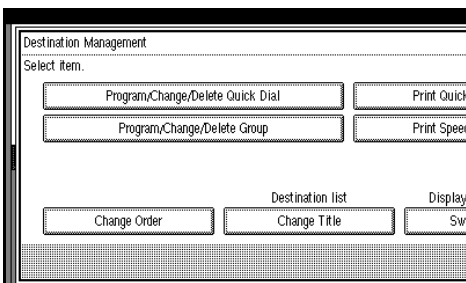 Destination Management
Select item.
Program/Change/Delete Quick Dial Print Quick
Program/Change/Delete Group Print Spee
Destination list Display
Change Order Change Title Sw